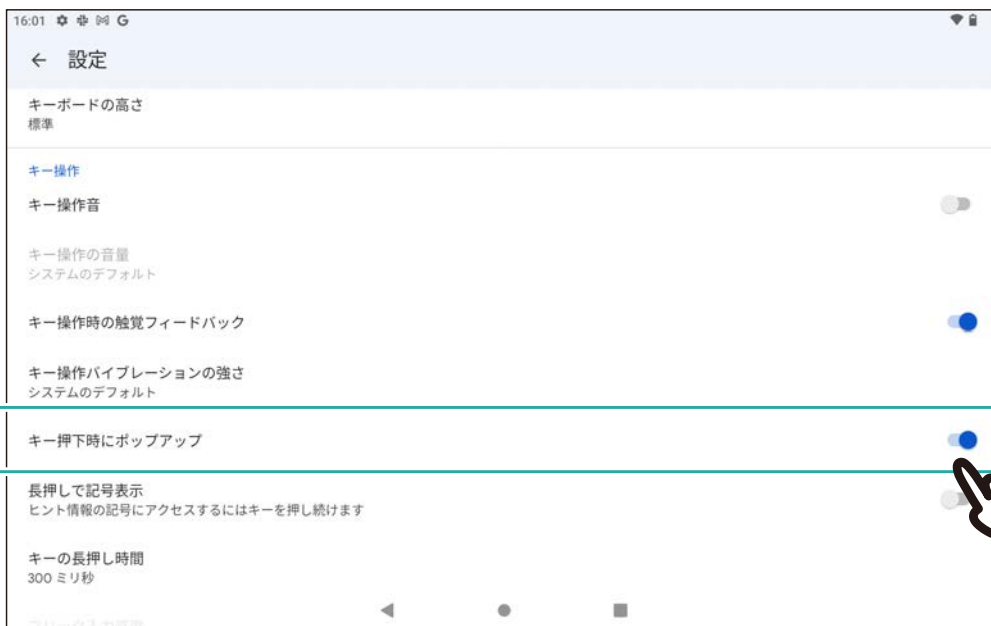 16:01 G
設定
キーボードの高さ
標準
キー操作
キー操作音
キー操作の音量
システムのデフォルト
キー操作時の触覚フィードバック
キー操作バイブレーションの強さ
システムのデフォルト
キー押下時にポップアップ
長押しで記号表示
ヒント情報の記号にアクセスするにはキーを押し続けます
キーの長押し時間
300 ミリ秒